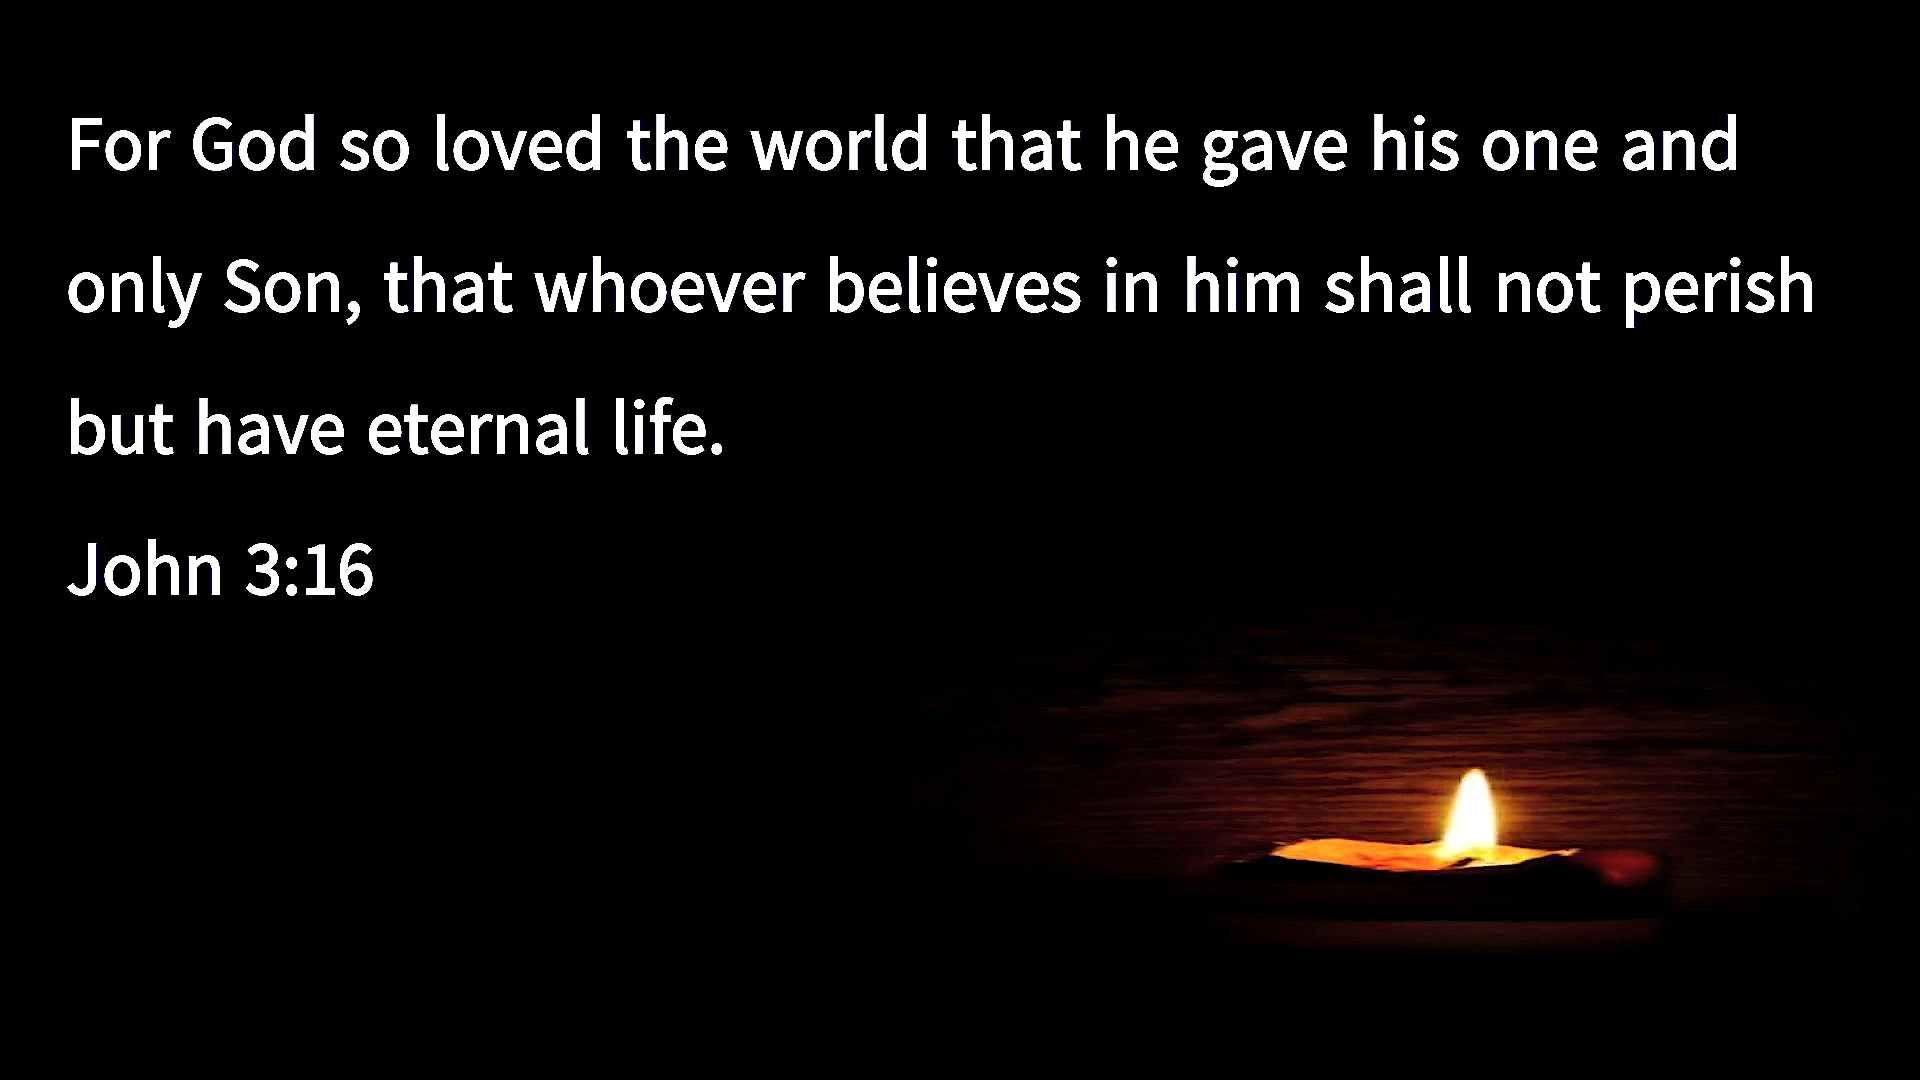 For God so loved the world that he gave his one and
only Son, that whoever believes in him shall not perish
but have eternal life.
John 3:16